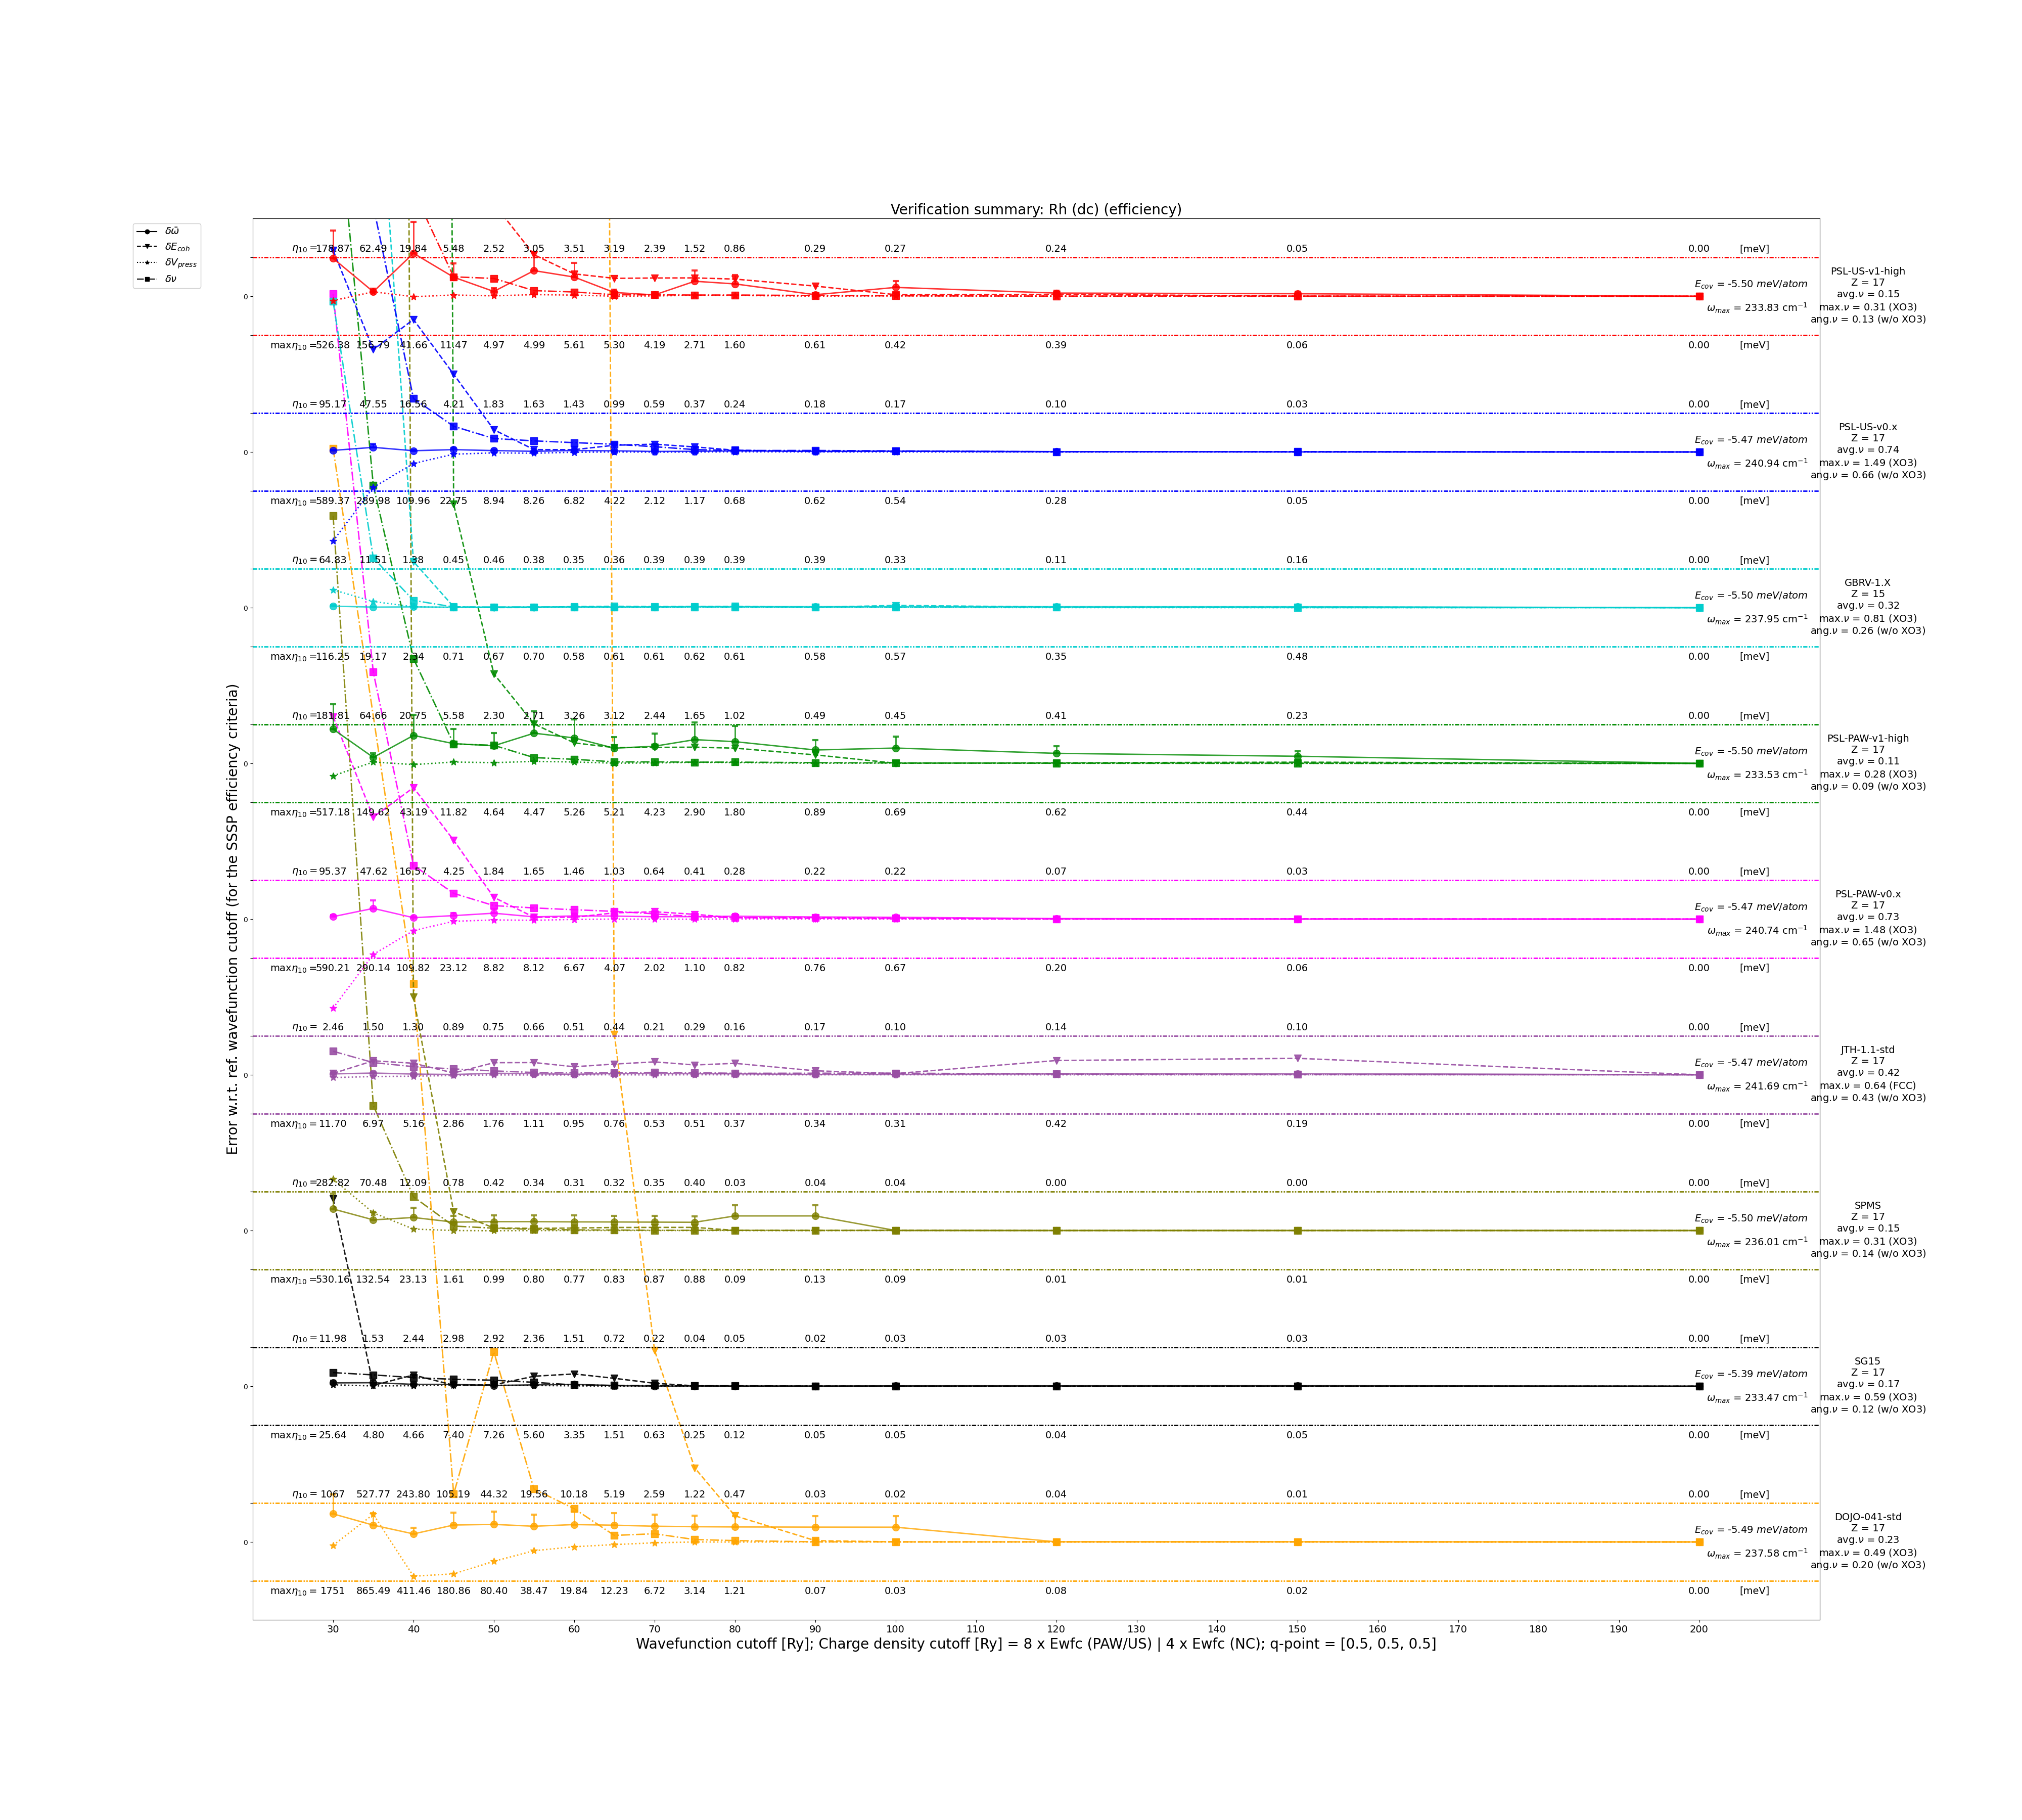 Verification summary: Rh (dc) (efficiency)
δω̄
δE_coh
δV_press
δν
Error w.r.t. ref. wavefunction cutoff (for the SSSP efficiency criteria)
η₁₀ = 178.87 62.49 19.84 5.48 2.52 3.05 3.51 3.19 2.39 1.52 0.86 0.29 0.27 0.24 0.05 0.00 [meV]
0
E_cov = -5.50 meV/atom
ω_max = 233.83 cm⁻¹
PSL-US-v1-high
Z = 17
avg.ν = 0.15
max.ν = 0.31 (XO3)
ang.ν = 0.13 (w/o XO3)
maxη₁₀ = 526.38 156.79 41.66 11.47 4.97 4.99 5.61 5.30 4.19 2.71 1.60 0.61 0.42 0.39 0.06 0.00 [meV]
η₁₀ = 95.17 47.55 16.56 4.21 1.83 1.63 1.43 0.99 0.59 0.37 0.24 0.18 0.17 0.10 0.03 0.00 [meV]
0
E_cov = -5.47 meV/atom
ω_max = 240.94 cm⁻¹
PSL-US-v0.x
Z = 17
avg.ν = 0.74
max.ν = 1.49 (XO3)
ang.ν = 0.66 (w/o XO3)
maxη₁₀ = 589.37 289.98 109.96 22.75 8.94 8.26 6.82 4.22 2.12 1.17 0.68 0.62 0.54 0.28 0.05 0.00 [meV]
η₁₀ = 64.83 11.51 1.38 0.45 0.46 0.38 0.35 0.36 0.39 0.39 0.39 0.39 0.33 0.11 0.16 0.00 [meV]
0
E_cov = -5.50 meV/atom
ω_max = 237.95 cm⁻¹
GBRV-1.X
Z = 15
avg.ν = 0.32
max.ν = 0.81 (XO3)
ang.ν = 0.26 (w/o XO3)
maxη₁₀ = 116.25 19.17 2.34 0.71 0.67 0.70 0.58 0.61 0.61 0.62 0.61 0.58 0.57 0.35 0.48 0.00 [meV]
η₁₀ = 181.81 64.66 20.75 5.58 2.30 2.71 3.26 3.12 2.44 1.65 1.02 0.49 0.45 0.41 0.23 0.00 [meV]
0
E_cov = -5.50 meV/atom
ω_max = 233.53 cm⁻¹
PSL-PAW-v1-high
Z = 17
avg.ν = 0.11
max.ν = 0.28 (XO3)
ang.ν = 0.09 (w/o XO3)
maxη₁₀ = 517.18 149.62 43.19 11.82 4.64 4.47 5.26 5.21 4.23 2.90 1.80 0.89 0.69 0.62 0.44 0.00 [meV]
η₁₀ = 95.37 47.62 16.57 4.25 1.84 1.65 1.46 1.03 0.64 0.41 0.28 0.22 0.22 0.07 0.03 0.00 [meV]
0
E_cov = -5.47 meV/atom
ω_max = 240.74 cm⁻¹
PSL-PAW-v0.x
Z = 17
avg.ν = 0.73
max.ν = 1.48 (XO3)
ang.ν = 0.65 (w/o XO3)
maxη₁₀ = 590.21 290.14 109.82 23.12 8.82 8.12 6.67 4.07 2.02 1.10 0.82 0.76 0.67 0.20 0.06 0.00 [meV]
η₁₀ = 2.46 1.50 1.30 0.89 0.75 0.66 0.51 0.44 0.21 0.29 0.16 0.17 0.10 0.14 0.10 0.00 [meV]
0
E_cov = -5.47 meV/atom
ω_max = 241.69 cm⁻¹
JTH-1.1-std
Z = 17
avg.ν = 0.42
max.ν = 0.64 (FCC)
ang.ν = 0.43 (w/o XO3)
maxη₁₀ = 11.70 6.97 5.16 2.86 1.76 1.11 0.95 0.76 0.53 0.51 0.37 0.34 0.31 0.42 0.19 0.00 [meV]
η₁₀ = 282.82 70.48 12.09 0.78 0.42 0.34 0.31 0.32 0.35 0.40 0.03 0.04 0.04 0.00 0.00 0.00 [meV]
0
E_cov = -5.50 meV/atom
ω_max = 236.01 cm⁻¹
SPMS
Z = 17
avg.ν = 0.15
max.ν = 0.31 (XO3)
ang.ν = 0.14 (w/o XO3)
maxη₁₀ = 530.16 132.54 23.13 1.61 0.99 0.80 0.77 0.83 0.87 0.88 0.09 0.13 0.09 0.01 0.01 0.00 [meV]
η₁₀ = 11.98 1.53 2.44 2.98 2.92 2.36 1.51 0.72 0.22 0.04 0.05 0.02 0.03 0.03 0.03 0.00 [meV]
0
E_cov = -5.39 meV/atom
ω_max = 233.47 cm⁻¹
SG15
Z = 17
avg.ν = 0.17
max.ν = 0.59 (XO3)
ang.ν = 0.12 (w/o XO3)
maxη₁₀ = 25.64 4.80 4.66 7.40 7.26 5.60 3.35 1.51 0.63 0.25 0.12 0.05 0.05 0.04 0.05 0.00 [meV]
η₁₀ = 1067 527.77 243.80 105.19 44.32 19.56 10.18 5.19 2.59 1.22 0.47 0.03 0.02 0.04 0.01 0.00 [meV]
0
E_cov = -5.49 meV/atom
ω_max = 237.58 cm⁻¹
DOJO-041-std
Z = 17
avg.ν = 0.23
max.ν = 0.49 (XO3)
ang.ν = 0.20 (w/o XO3)
maxη₁₀ = 1751 865.49 411.46 180.86 80.40 38.47 19.84 12.23 6.72 3.14 1.21 0.07 0.03 0.08 0.02 0.00 [meV]
30 40 50 60 70 80 90 100 110 120 130 140 150 160 170 180 190 200
Wavefunction cutoff [Ry]; Charge density cutoff [Ry] = 8 x Ewfc (PAW/US) | 4 x Ewfc (NC); q-point = [0.5, 0.5, 0.5]